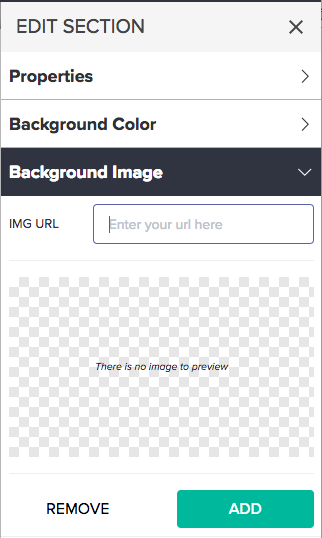 EDIT SECTION
Properties
Background Color
Background Image
IMG URL Enter your url here
There is no image to preview
REMOVE ADD